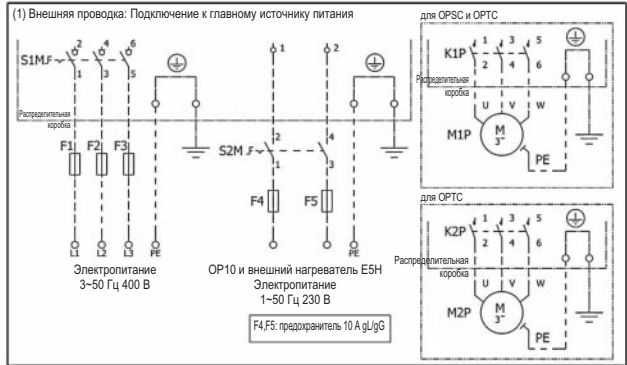 (1) Внешняя проводка: Подключение к главному источнику питания
2 4 6
S1M
1 3 5
Распределительная
коробка
F1 F2 F3
L1 L2 L3 PE
Электропитание
3~50 Гц 400 В
1 2
2 4
S2M
1 3
F4 F5
PE
OP10 и внешний нагреватель E5H
Электропитание
1~50 Гц 230 В
F4,F5: предохранитель 10 A gL/gG
для OPSC и OPTC
1 3 5
K1P
2 4 6
Распределительная
коробка
U V W
M1P
M
3~
PE
для OPTC
1 3 5
K2P
2 4 6
Распределительная
коробка
U V W
M2P
M
3~
PE